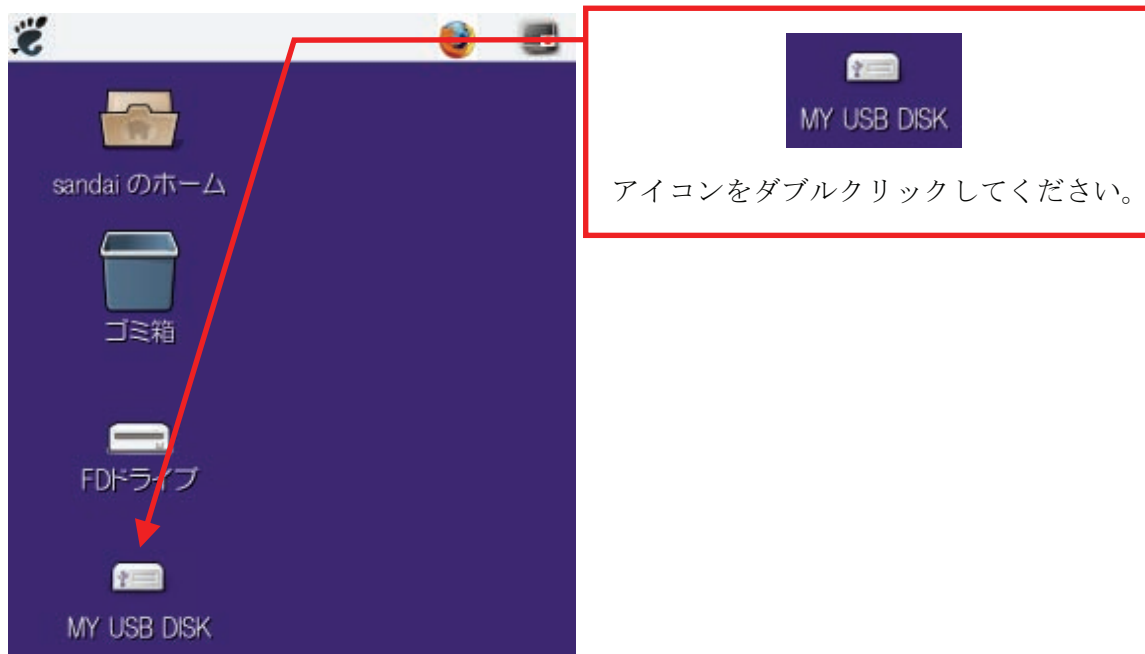 sandai のホーム
ゴミ箱
FDドライブ
MY USB DISK
MY USB DISK
アイコンをダブルクリックしてください。